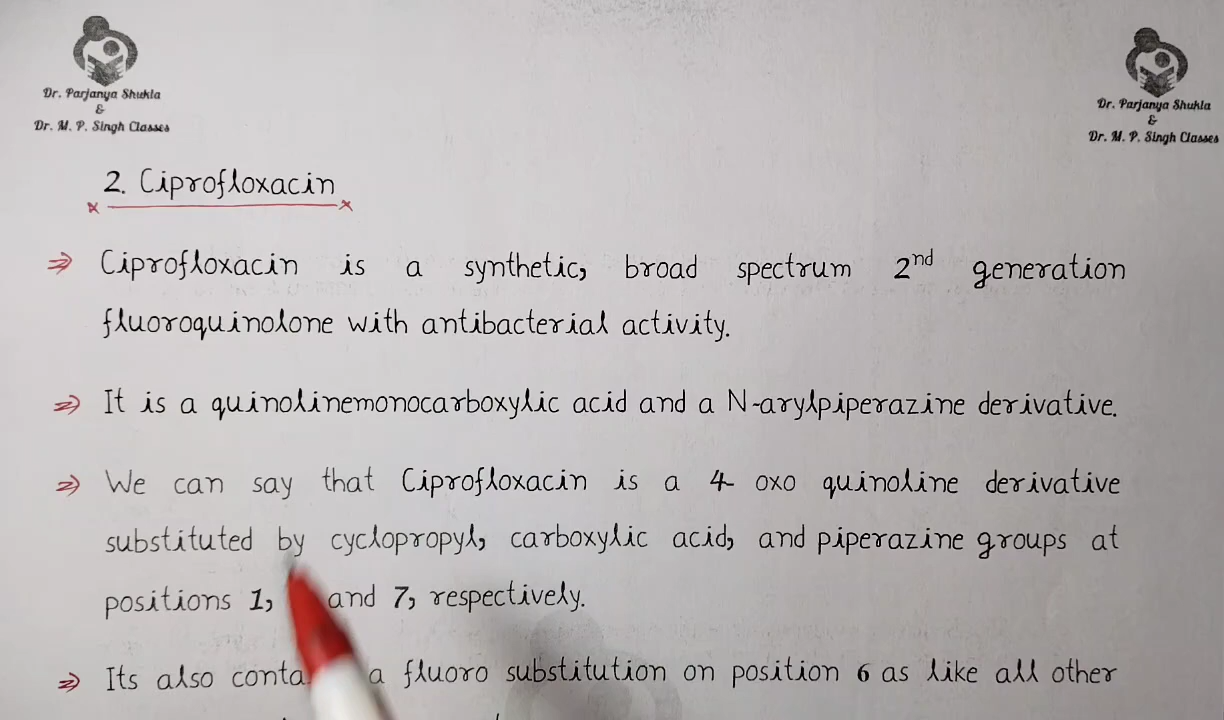 Dr. Parjanya Shukla
&
Dr. M. P. Singh Classes
Dr. Parjanya Shukla
&
Dr. M. P. Singh Classes
2. Ciprofloxacin
⇒ Ciprofloxacin is a synthetic, broad spectrum 2nd generation
fluoroquinolone with antibacterial activity.
⇒ It is a quinolinemonocarboxylic acid and a N-arylpiperazine derivative.
⇒ We can say that Ciprofloxacin is a 4 oxo quinoline derivative
substituted by cyclopropyl, carboxylic acid, and piperazine groups at
positions 1, and 7, respectively.
⇒ Its also a fluoro substitution on position 6 as like all other